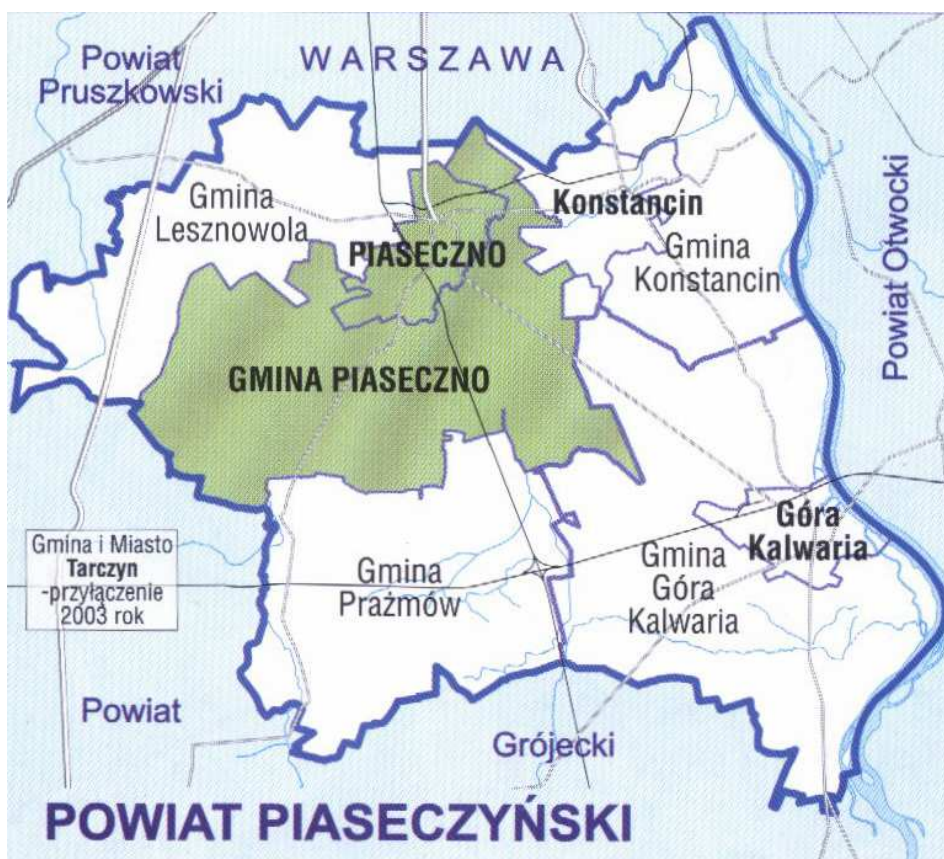 Powiat
Pruszkowski
WARSZAWA
Gmina
Lesznowola
Konstancin
PIASECZNO
Gmina
Konstancin
Powiat Otwocki
GMINA PIASECZNO
Góra
Kalwaria
Gmina i Miasto
Tarczyn
-przyłączenie
2003 rok
Gmina
Prażmów
Gmina
Góra
Kalwaria
Powiat
Grójecki
POWIAT PIASECZYŃSKI